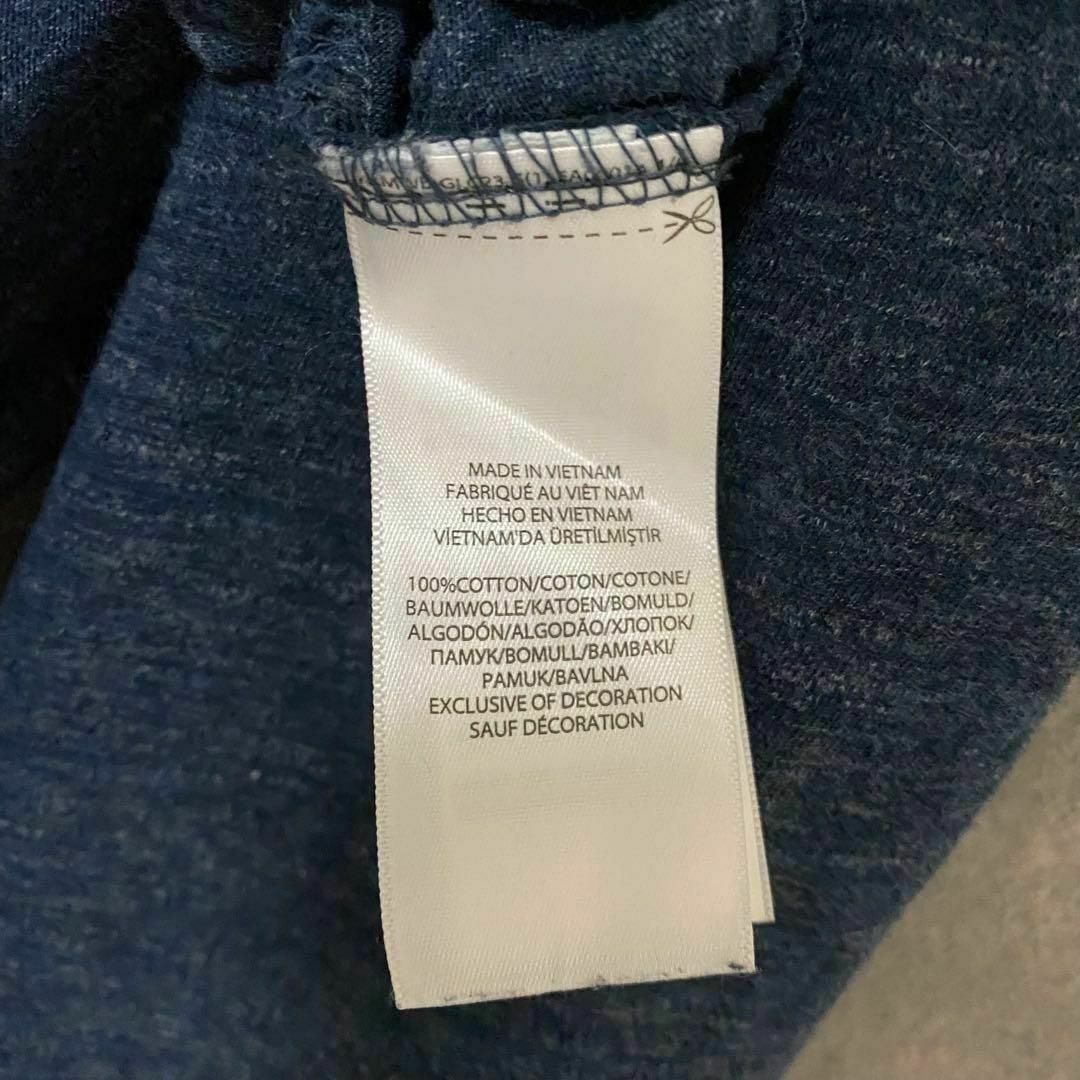 MADE IN VIETNAM
FABRIQUÉ AU VIÊT NAM
HECHO EN VIETNAM
VİETNAM'DA ÜRETİLMİŞTİR
100%COTTON/COTON/COTONE/
BAUMWOLLE/KATOEN/BOMULD/
ALGODÓN/ALGODÃO/ХЛОПОК/
ПАМУК/BOMULL/BAMBAKI/
PAMUK/BAVLNA
EXCLUSIVE OF DECORATION
SAUF DÉCORATION